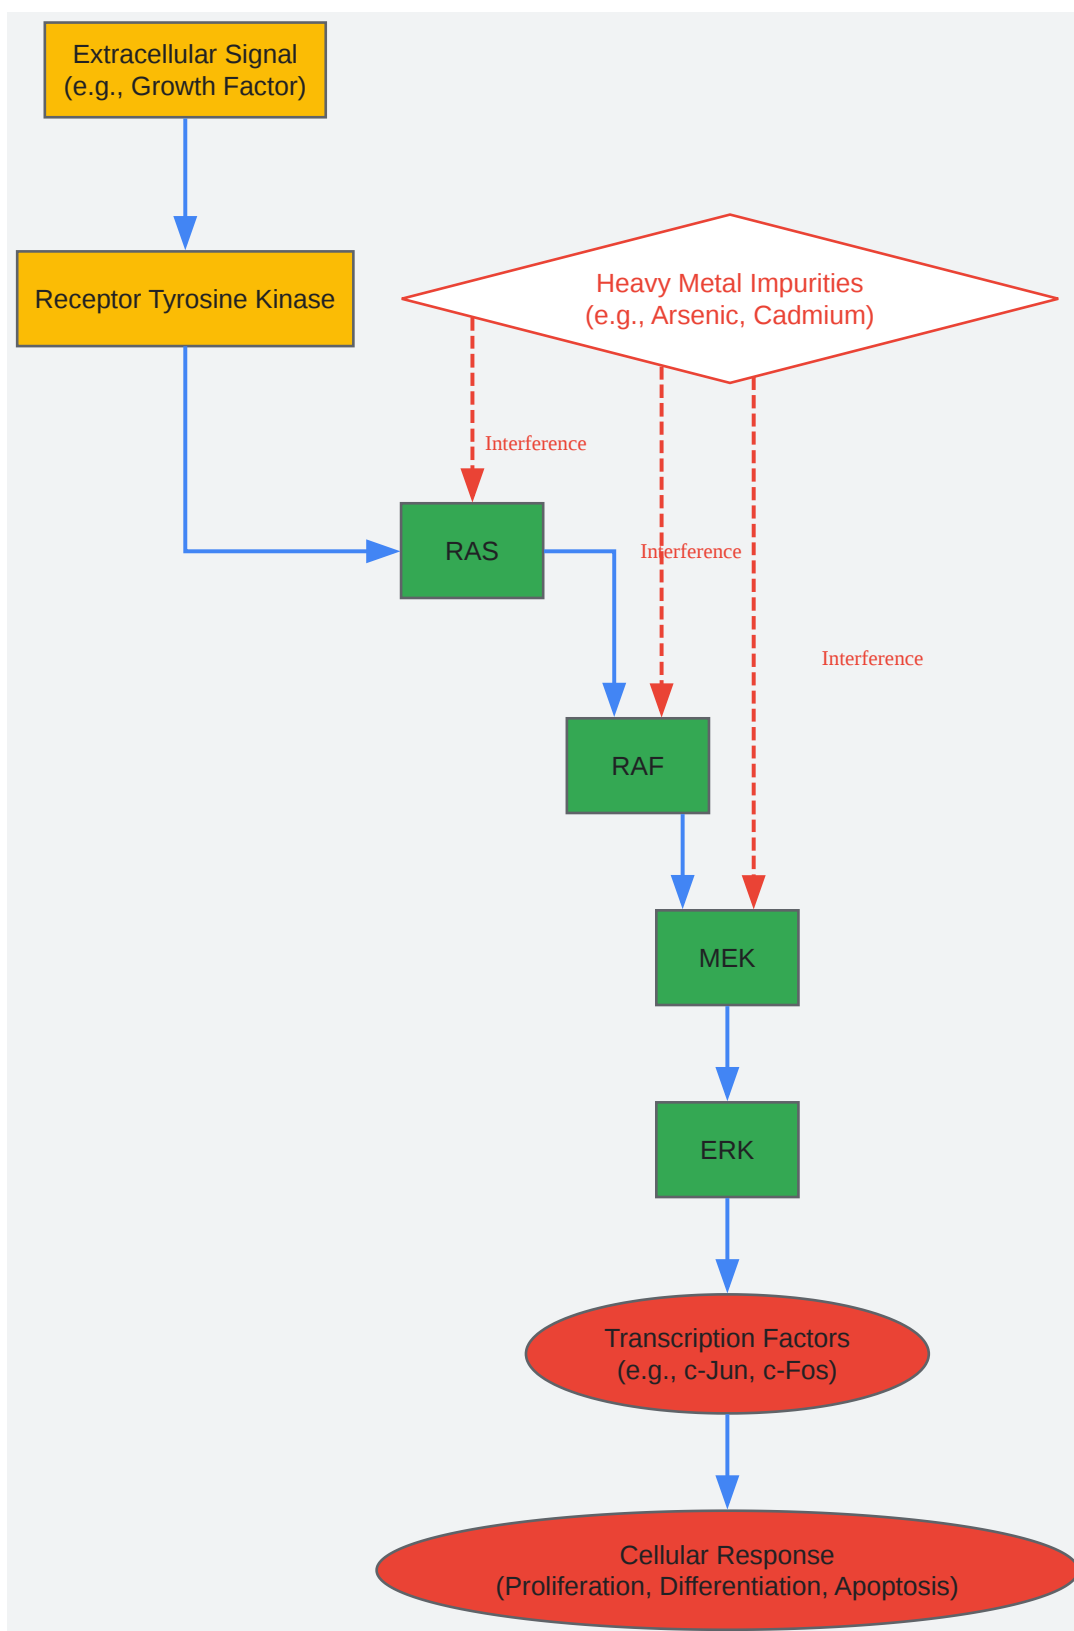 Extracellular Signal
(e.g., Growth Factor)
Receptor Tyrosine Kinase
Heavy Metal Impurities
(e.g., Arsenic, Cadmium)
Interference
RAS
Interference
Interference
RAF
MEK
ERK
Transcription Factors
(e.g., c-Jun, c-Fos)
Cellular Response
(Proliferation, Differentiation, Apoptosis)